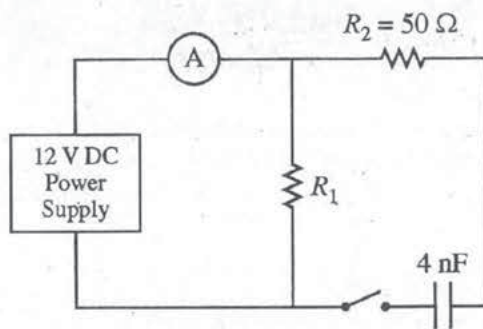 R₂ = 50 Ω
A
12 V DC
Power
Supply
R₁
4 nF